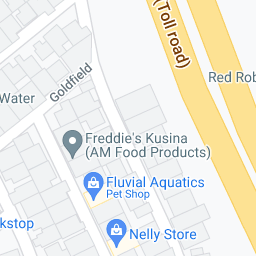 (Toll road)
Red Rob
Goldfield
Water
Freddie's Kusina
(AM Food Products)
Fluvial Aquatics
Pet Shop
kstop
Nelly Store